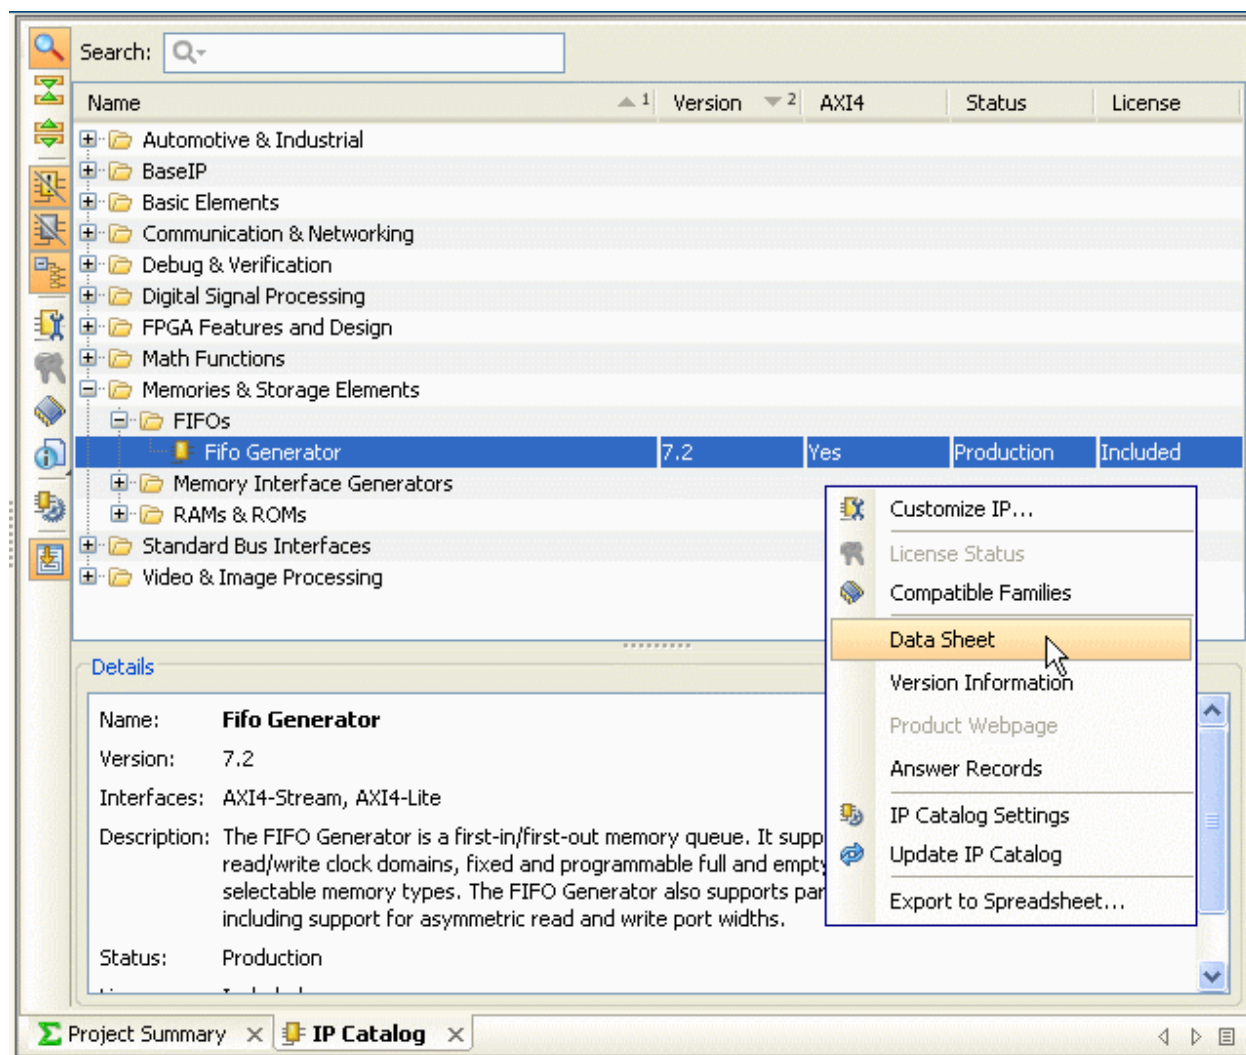 Search:
Name 1 Version 2 AXI4 Status License
Automotive & Industrial
BaseIP
Basic Elements
Communication & Networking
Debug & Verification
Digital Signal Processing
FPGA Features and Design
Math Functions
Memories & Storage Elements
FIFOs
Fifo Generator 7.2 Yes Production Included
Memory Interface Generators
RAMs & ROMs
Standard Bus Interfaces
Video & Image Processing
Customize IP...
License Status
Compatible Families
Data Sheet
Version Information
Product Webpage
Answer Records
IP Catalog Settings
Update IP Catalog
Export to Spreadsheet...
Details
Name: Fifo Generator
Version: 7.2
Interfaces: AXI4-Stream, AXI4-Lite
Description: The FIFO Generator is a first-in/first-out memory queue. It supp
read/write clock domains, fixed and programmable full and empty
selectable memory types. The FIFO Generator also supports par
including support for asymmetric read and write port widths.
Status: Production
Project Summary IP Catalog